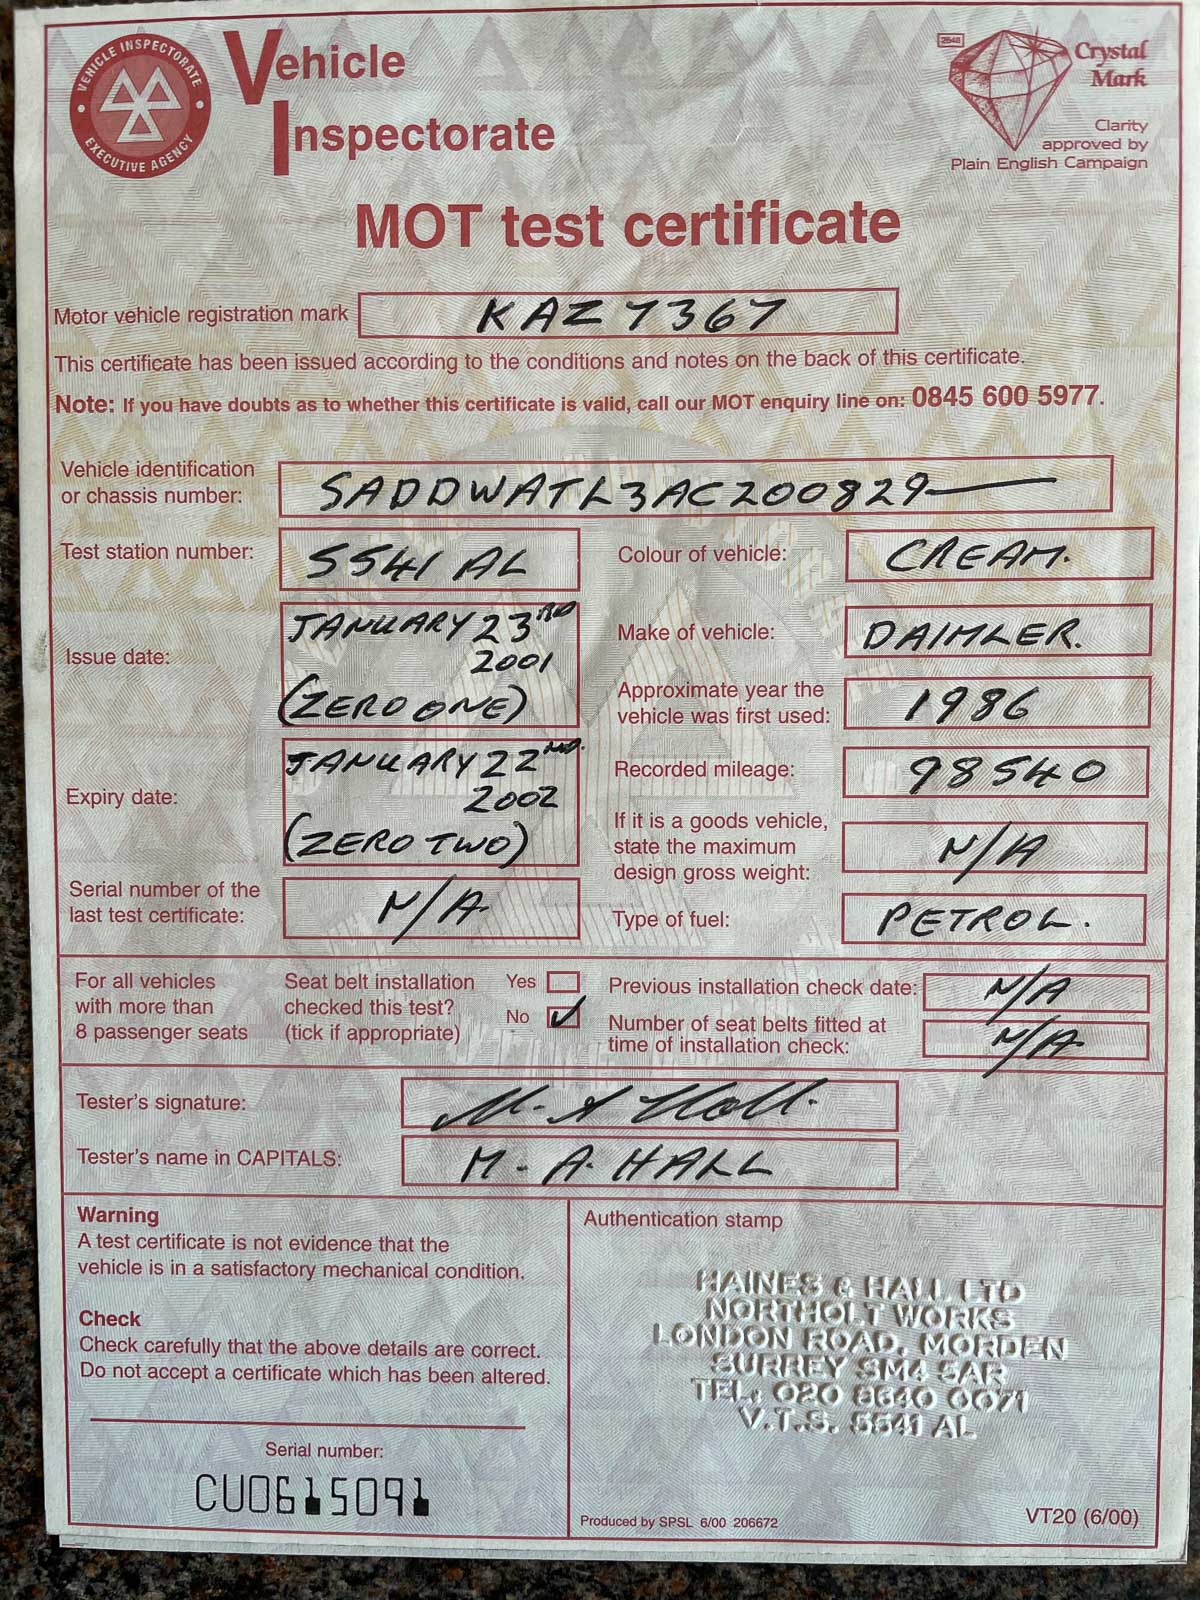 VEHICLE INSPECTORATE
EXECUTIVE AGENCY
Vehicle
Inspectorate
2648
Crystal
Mark
Clarity
approved by
Plain English Campaign
MOT test certificate
Motor vehicle registration mark KAZ 7367
This certificate has been issued according to the conditions and notes on the back of this certificate.
Note: If you have doubts as to whether this certificate is valid, call our MOT enquiry line on: 0845 600 5977.
Vehicle identification
or chassis number: SADDWATL3AC200829
Test station number: 5541 AL
Colour of vehicle: CREAM.
Issue date: JANUARY 23RD
2001
(ZERO ONE)
Make of vehicle: DAIMLER.
Approximate year the
vehicle was first used: 1986
Expiry date: JANUARY 22ND.
2002
(ZERO TWO)
Recorded mileage: 98540
If it is a goods vehicle,
state the maximum
design gross weight: N/A
Serial number of the
last test certificate: N/A
Type of fuel: PETROL.
For all vehicles
with more than
8 passenger seats
Seat belt installation
checked this test?
(tick if appropriate)
Yes
No ✓
Previous installation check date: N/A
Number of seat belts fitted at
time of installation check: N/A
Tester's signature: M. A Hall.
Tester's name in CAPITALS: M. A. HALL
Warning
A test certificate is not evidence that the
vehicle is in a satisfactory mechanical condition.
Check
Check carefully that the above details are correct.
Do not accept a certificate which has been altered.
Serial number:
CU0615091
Authentication stamp
HAINES & HALL LTD
NORTHOLT WORKS
LONDON ROAD, MORDEN
SURREY SM4 5AR
TEL: 020 8640 0071
V.T.S. 5541 AL
Produced by SPSL 6/00 206672
VT20 (6/00)